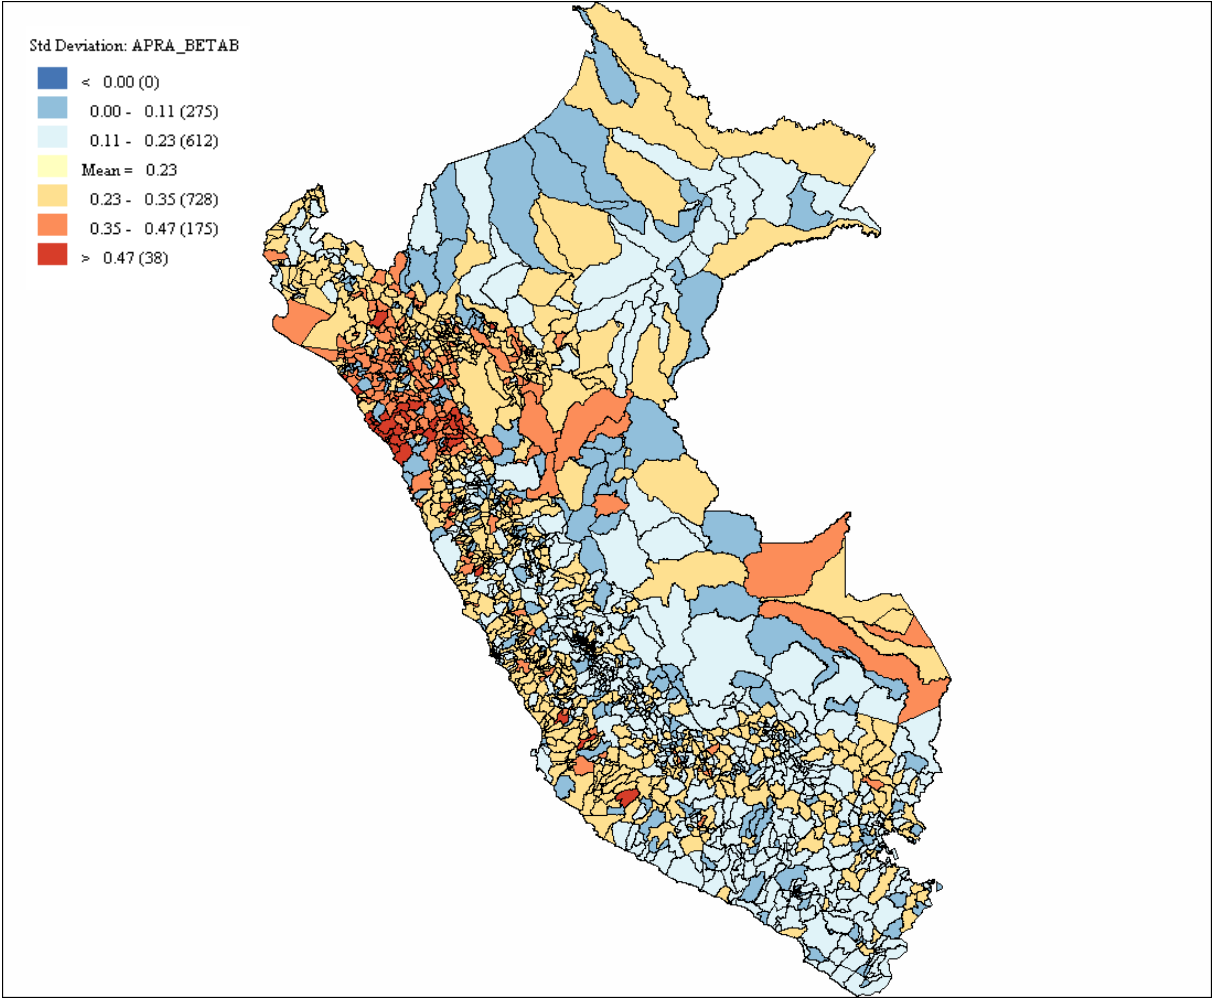 Std Deviation: APRA_BETAB
< 0.00 (0)
0.00 - 0.11 (275)
0.11 - 0.23 (612)
Mean = 0.23
0.23 - 0.35 (728)
0.35 - 0.47 (175)
> 0.47 (38)